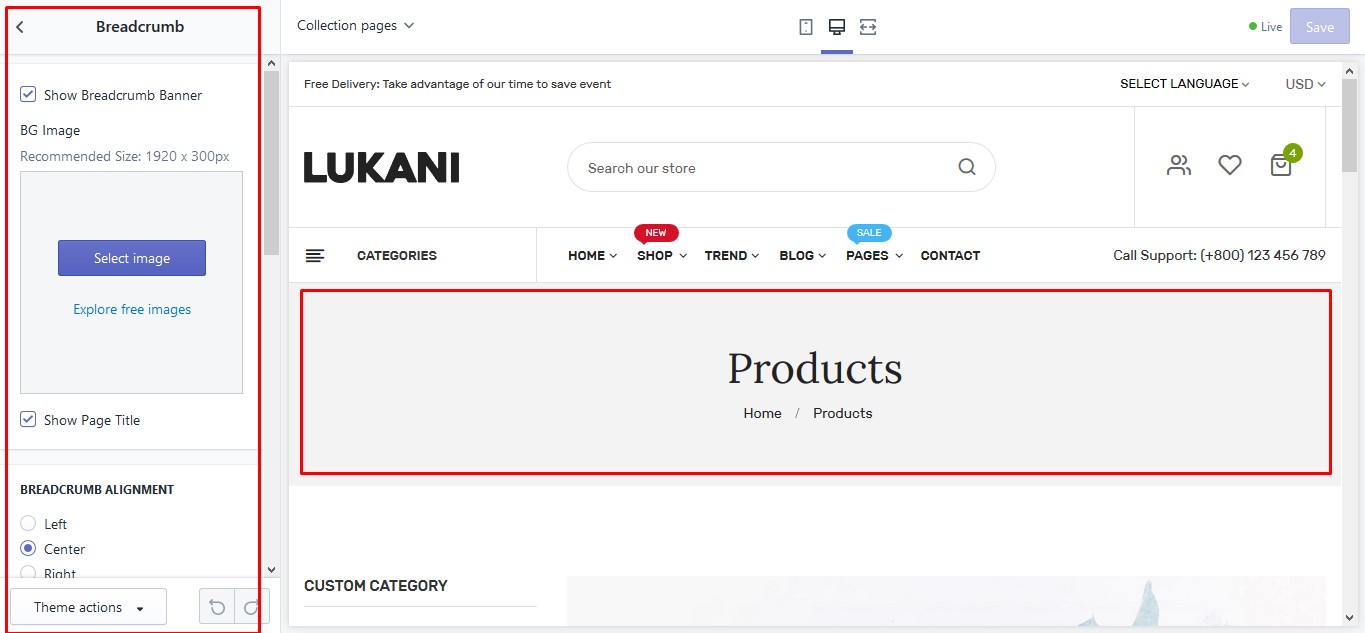 Breadcrumb
Show Breadcrumb Banner
BG Image
Recommended Size: 1920 x 300px
Select image
Explore free images
Show Page Title
BREADCRUMB ALIGNMENT
Left
Center
Right
Theme actions
Collection pages
Live
Save
Free Delivery: Take advantage of our time to save event
SELECT LANGUAGE
USD
LUKANI
Search our store
4
NEW
SALE
CATEGORIES
HOME SHOP TREND BLOG PAGES CONTACT
Call Support: (+800) 123 456 789
Products
Home / Products
CUSTOM CATEGORY